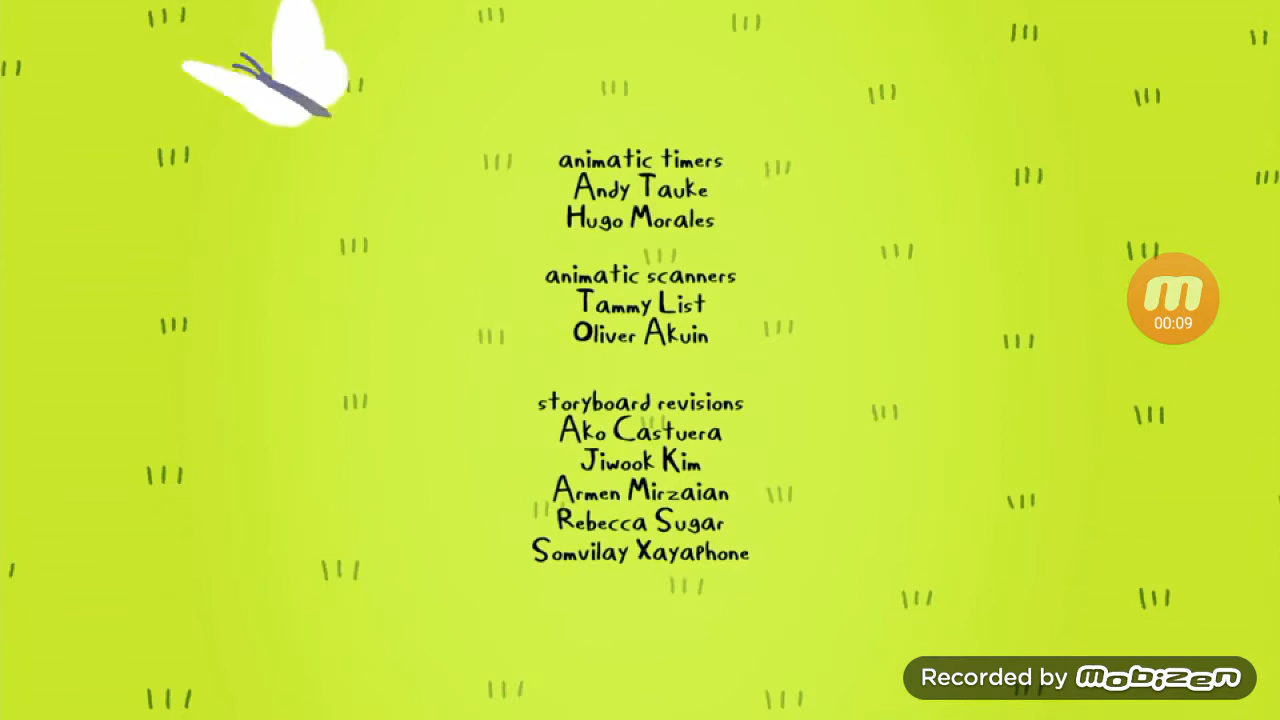 animatic timers
Andy Tauke
Hugo Morales
animatic scanners
Tammy List
Oliver Akuin
storyboard revisions
Ako Castuera
Jiwook Kim
Armen Mirzaian
Rebecca Sugar
Somvilay Xayaphone
m
00:09
Recorded by mobizen